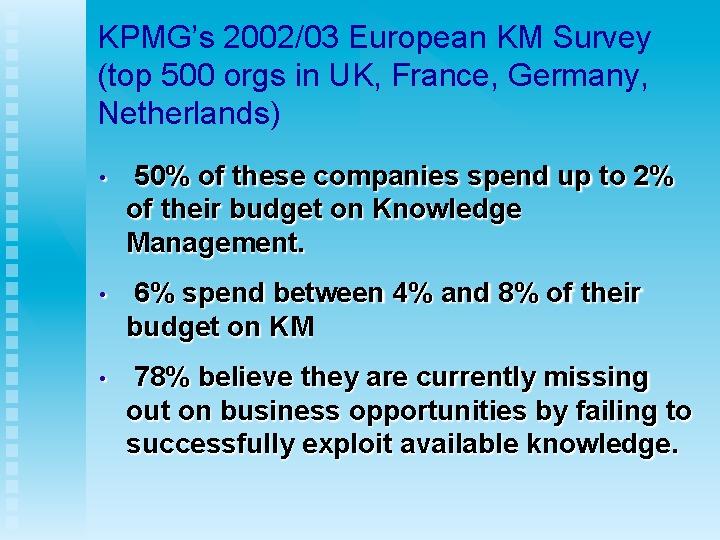 KPMG’s 2002/03 European KM Survey
(top 500 orgs in UK, France, Germany,
Netherlands)
• 50% of these companies spend up to 2%
of their budget on Knowledge
Management.
• 6% spend between 4% and 8% of their
budget on KM
• 78% believe they are currently missing
out on business opportunities by failing to
successfully exploit available knowledge.